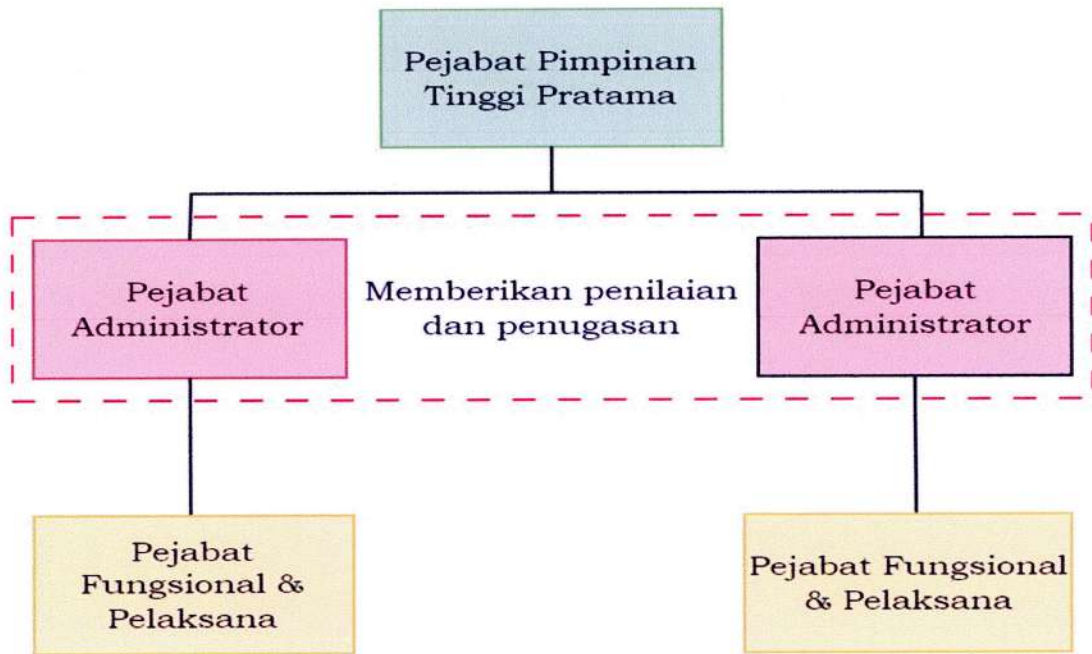 Pejabat Pimpinan
Tinggi Pratama
Pejabat
Administrator
Memberikan penilaian
dan penugasan
Pejabat
Administrator
Pejabat
Fungsional &
Pelaksana
Pejabat Fungsional
& Pelaksana